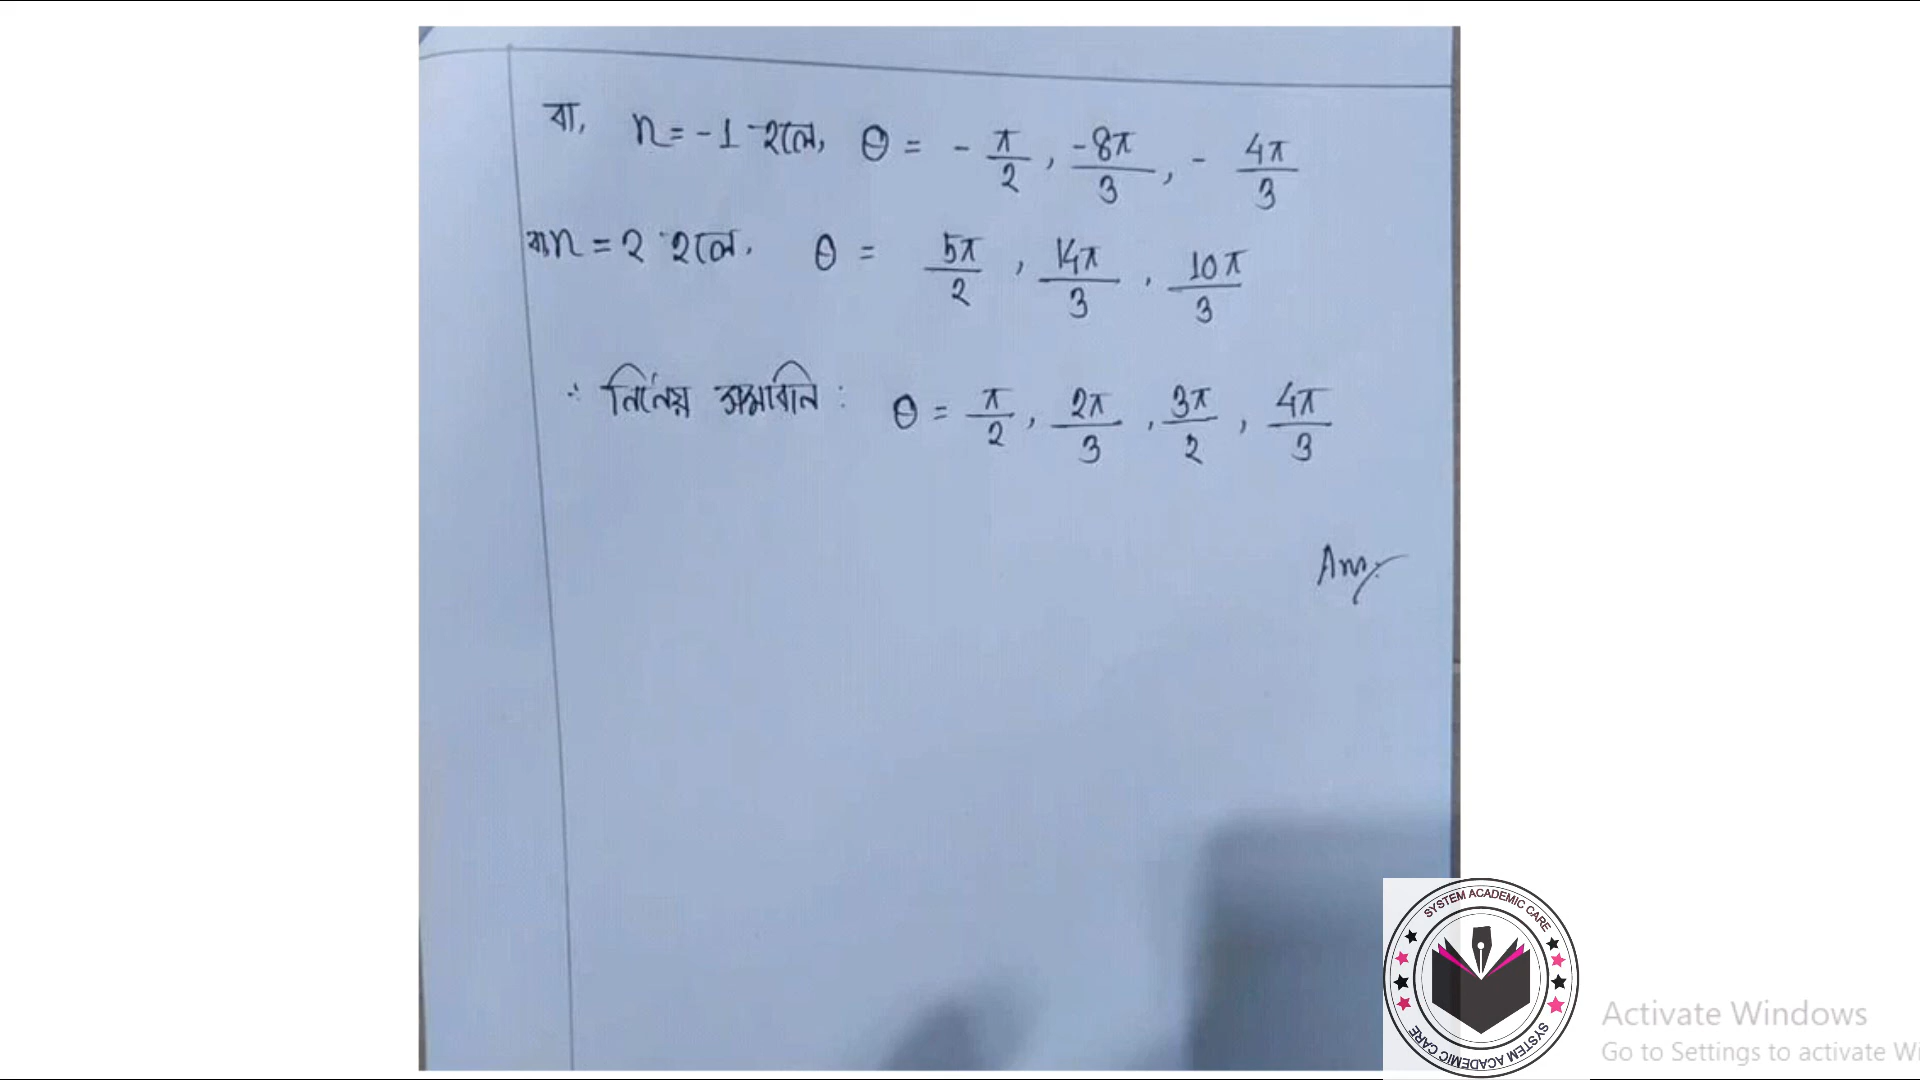 বা, n = -1 হলে, θ = - π/2 , -8π/3 , - 4π/3
বা n = 2 হলে, θ = 5π/2 , 14π/3 , 10π/3
∴ নির্নেয় সমাধান : θ = π/2 , 2π/3 , 3π/2 , 4π/3
Ans:
SYSTEM ACADEMIC CARE
SYSTEM ACADEMIC CARE
Activate Windows
Go to Settings to activate Wi